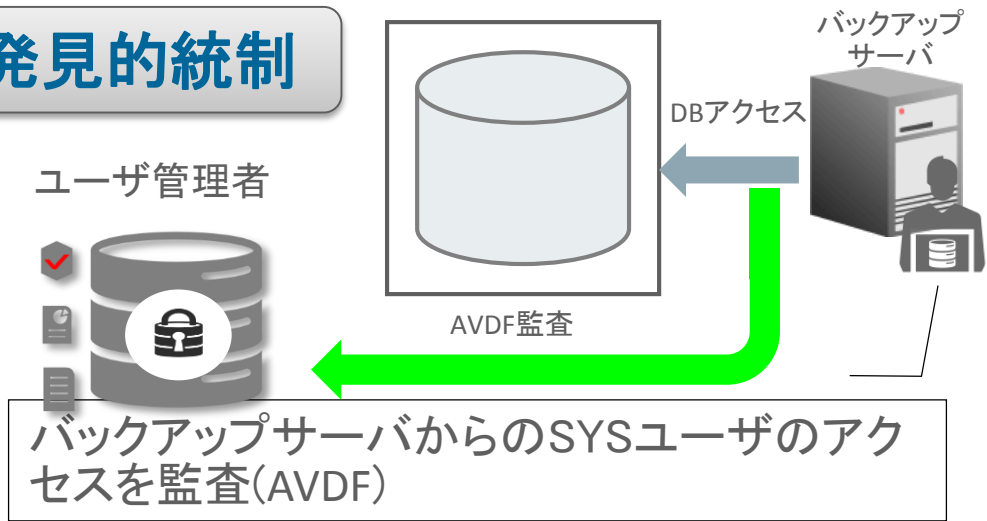 発見的統制
バックアップ
サーバ
DBアクセス
ユーザ管理者
AVDF監査
バックアップサーバからのSYSユーザのアク
セスを監査(AVDF)